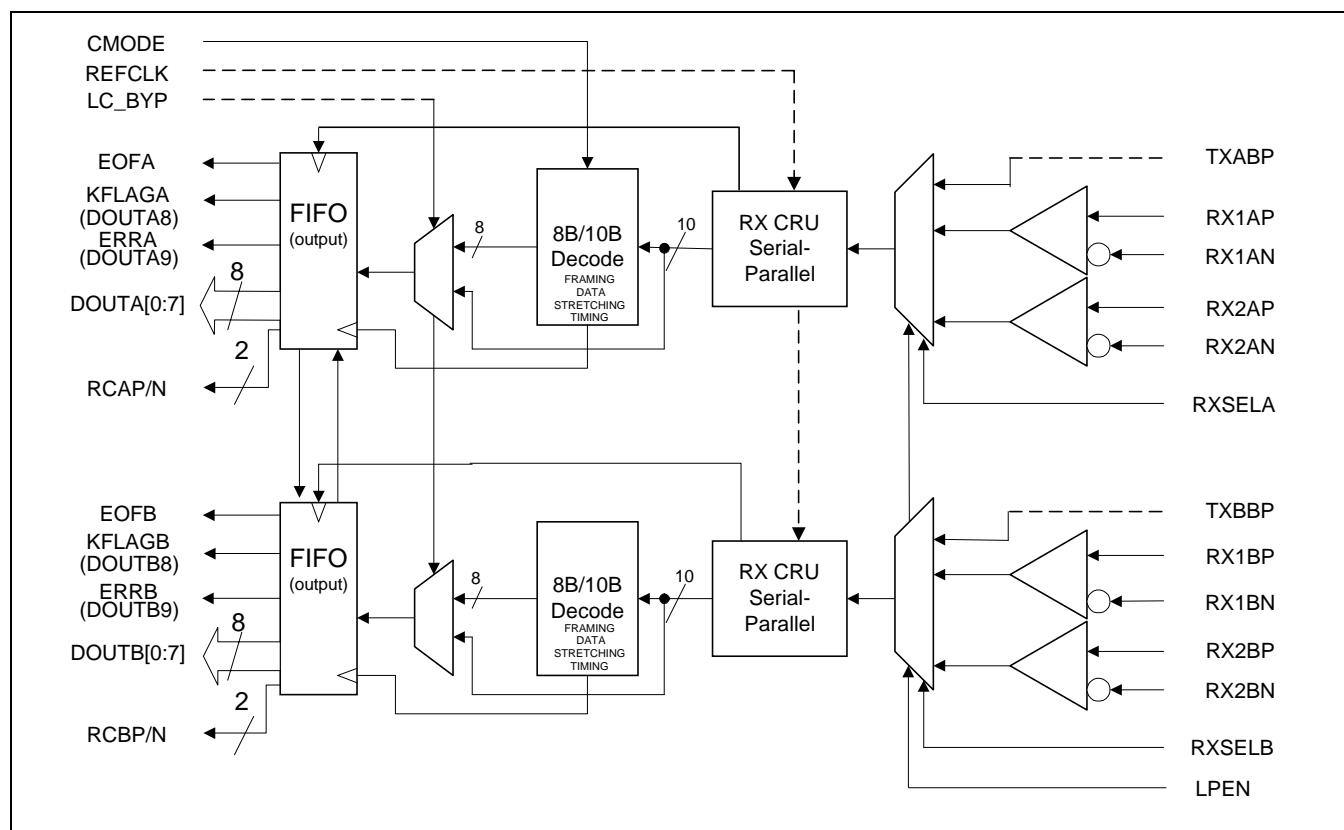 CMODE
REFCLK
LC_BYP
EOFA
KFLAGA
(DOUTA8)
ERRA
(DOUTA9)
8
DOUTA[0:7]
2
RCAP/N
FIFO
(output)
8
8B/10B
Decode
FRAMING
DATA
STRETCHING
TIMING
10
RX CRU
Serial-
Parallel
TXABP
RX1AP
RX1AN
RX2AP
RX2AN
RXSELA
EOFB
KFLAGB
(DOUTB8)
ERRB
(DOUTB9)
8
DOUTB[0:7]
2
RCBP/N
FIFO
(output)
8
8B/10B
Decode
FRAMING
DATA
STRETCHING
TIMING
10
RX CRU
Serial-
Parallel
TXBBP
RX1BP
RX1BN
RX2BP
RX2BN
RXSELB
LPEN